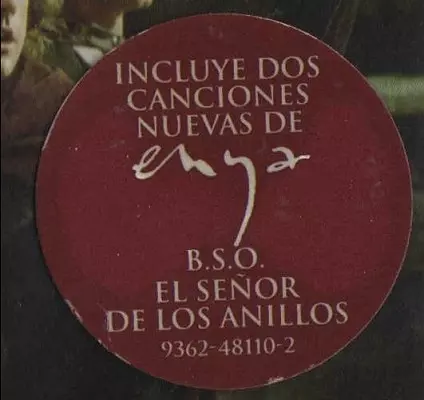 INCLUYE DOS
CANCIONES
NUEVAS DE
enya
B.S.O.
EL SEÑOR
DE LOS ANILLOS
9362-48110-2